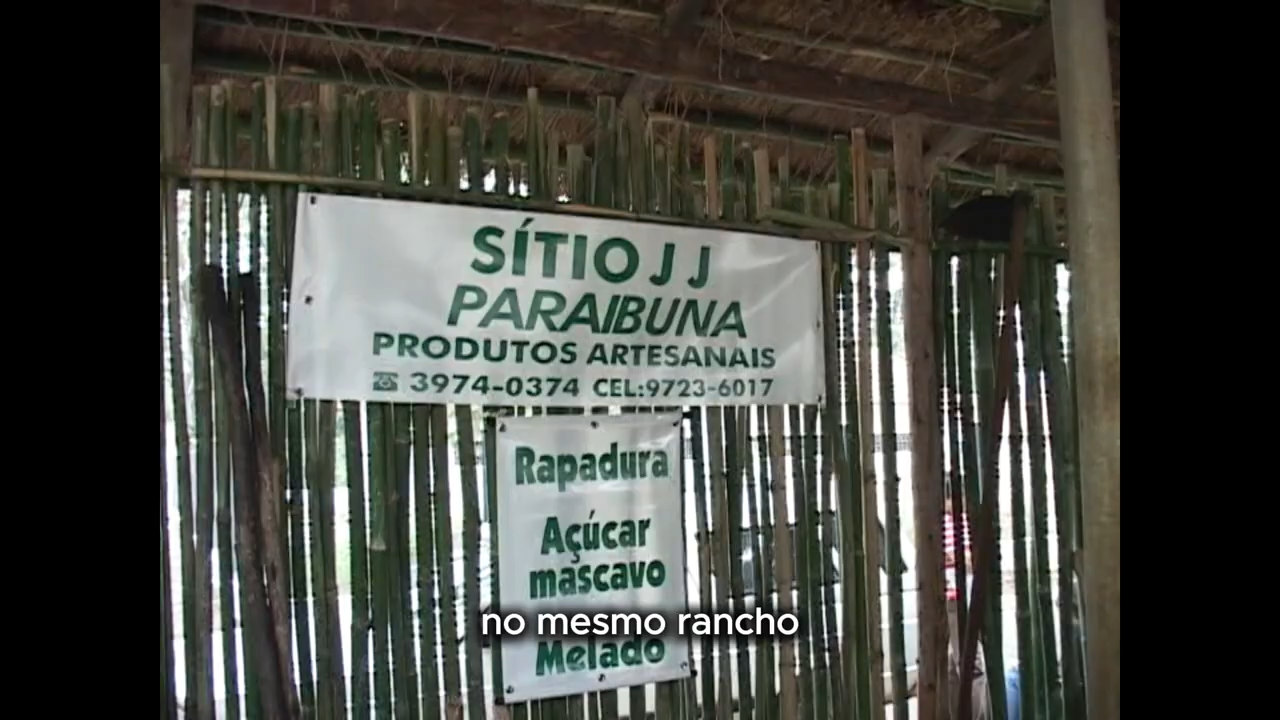 SÍTIO J J
PARAIBUNA
PRODUTOS ARTESANAIS
☎ 3974-0374 CEL:9723-6017
Rapadura
Açúcar
mascavo
no mesmo rancho
Melado